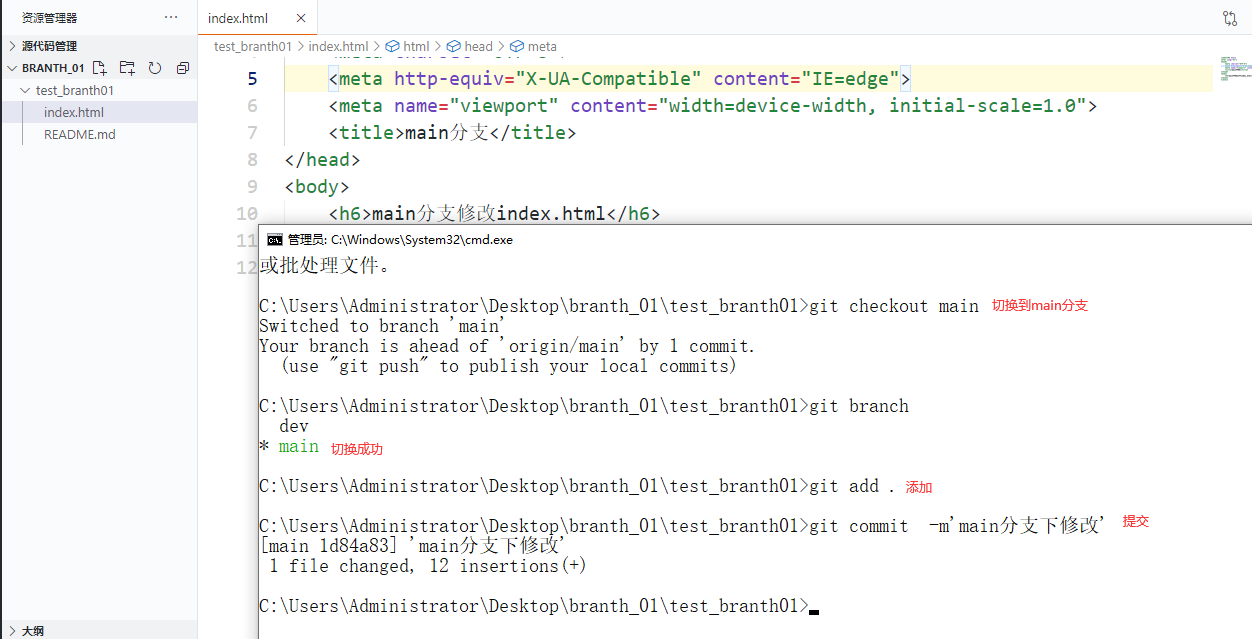 资源管理器 ···
index.html ×
源代码管理
BRANTH_01
test_branth01
index.html
README.md
大纲
test_branth01 > index.html > html > head > meta
5 <meta http-equiv="X-UA-Compatible" content="IE=edge">
6 <meta name="viewport" content="width=device-width, initial-scale=1.0">
7 <title>main分支</title>
8 </head>
9 <body>
10 <h6>main分支修改index.html</h6>
11
12
管理员: C:\Windows\System32\cmd.exe
或批处理文件。
C:\Users\Administrator\Desktop\branth_01\test_branth01>git checkout main 切换到main分支
Switched to branch 'main'
Your branch is ahead of 'origin/main' by 1 commit.
(use "git push" to publish your local commits)
C:\Users\Administrator\Desktop\branth_01\test_branth01>git branch
dev
* main 切换成功
C:\Users\Administrator\Desktop\branth_01\test_branth01>git add . 添加
C:\Users\Administrator\Desktop\branth_01\test_branth01>git commit  -m'main分支下修改' 提交
[main 1d84a83] 'main分支下修改'
1 file changed, 12 insertions(+)
C:\Users\Administrator\Desktop\branth_01\test_branth01>